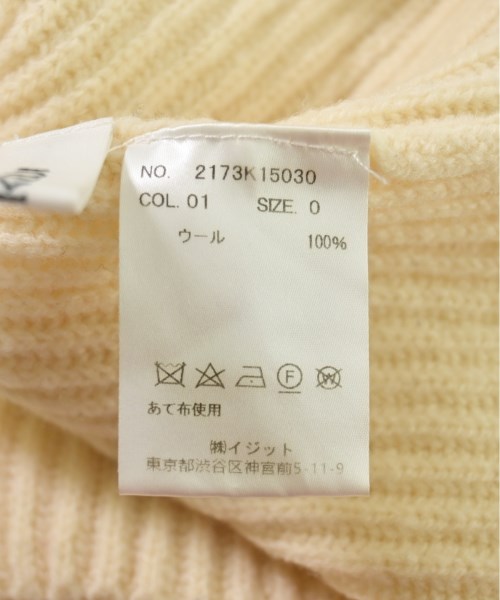 NO. 2173K15030
COL. 01 SIZE. 0
ウール 100%
F
W
あて布使用
㈱イジット
東京都渋谷区神宮前5-11-9